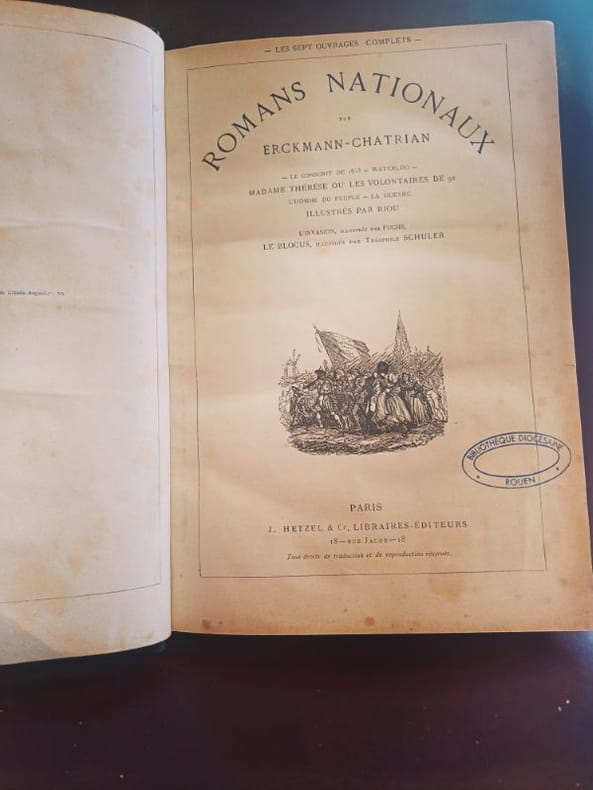 — LES SEPT OUVRAGES COMPLETS —
ROMANS NATIONAUX
PAR
ERCKMANN-CHATRIAN
— LE CONSCRIT DE 1813 — WATERLOO —
MADAME THÉRÈSE OU LES VOLONTAIRES DE 92
L'HOMME DU PEUPLE — LA GUERRE
ILLUSTRÉS PAR RIOU
L'INVASION, ILLUSTRÉE PAR FUCHS,
LE BLOCUS, ILLUSTRÉ PAR THÉOPHILE SCHULER
BIBLIOTHÈQUE DIOCÉSAINE
ROUEN
PARIS
J. HETZEL & Cie, LIBRAIRES-ÉDITEURS
18—RUE JACOB—18
Tous droits de traduction et de reproduction réservés.